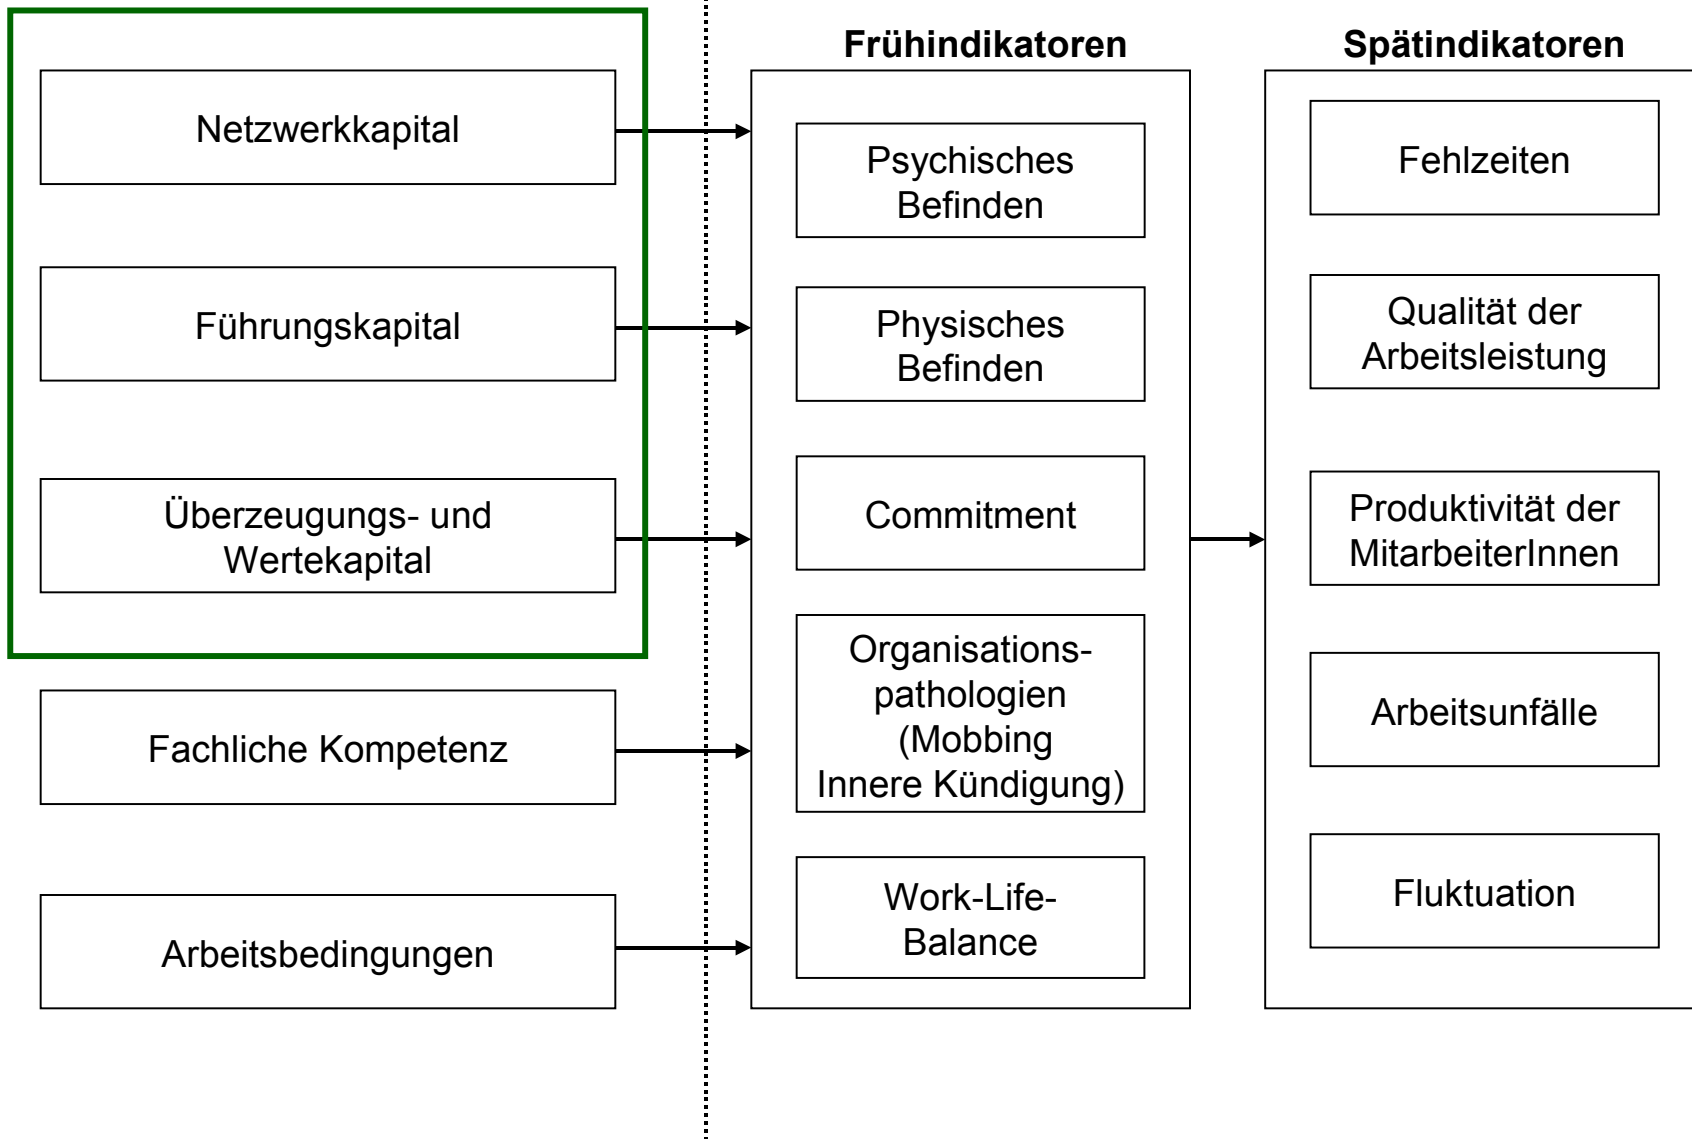 Netzwerkkapital
Führungskapital
Überzeugungs- und
Wertekapital
Fachliche Kompetenz
Arbeitsbedingungen
Frühindikatoren
Psychisches
Befinden
Physisches
Befinden
Commitment
Organisations-
pathologien
(Mobbing
Innere Kündigung)
Work-Life-
Balance
Spätindikatoren
Fehlzeiten
Qualität der
Arbeitsleistung
Produktivität der
MitarbeiterInnen
Arbeitsunfälle
Fluktuation